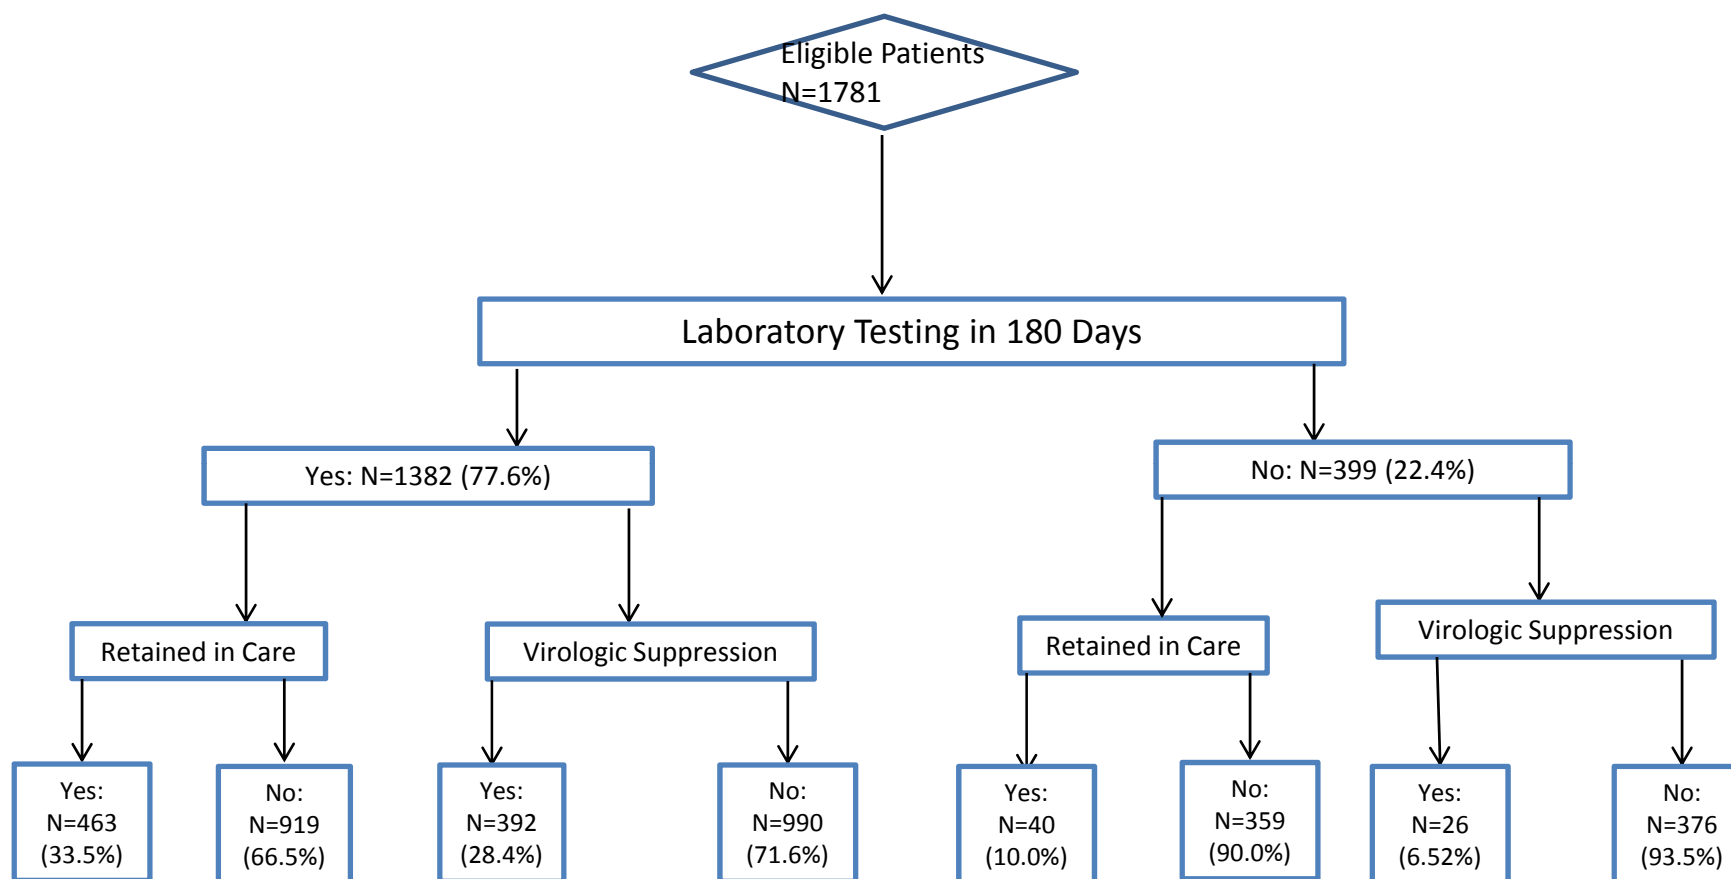 Eligible Patients
N=1781
Laboratory Testing in 180 Days
Yes: N=1382 (77.6%)
No: N=399 (22.4%)
Retained in Care
Virologic Suppression
Retained in Care
Virologic Suppression
Yes:
N=463
(33.5%)
No:
N=919
(66.5%)
Yes:
N=392
(28.4%)
No:
N=990
(71.6%)
Yes:
N=40
(10.0%)
No:
N=359
(90.0%)
Yes:
N=26
(6.52%)
No:
N=376
(93.5%)